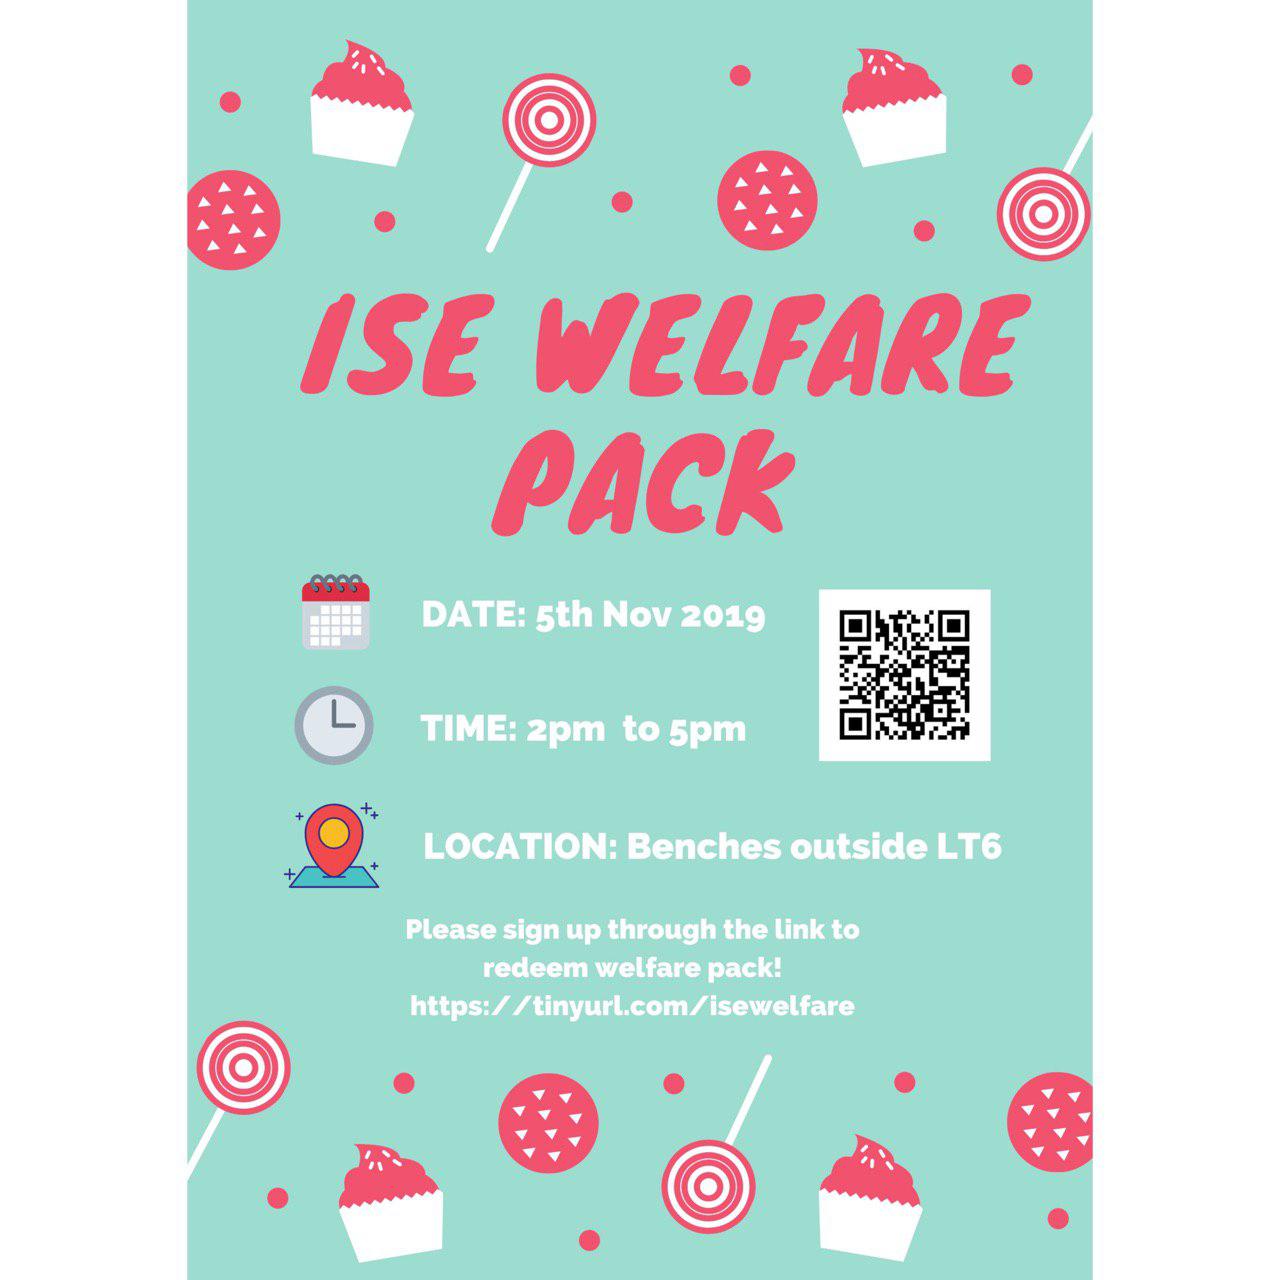 ISE WELFARE
PACK
DATE: 5th Nov 2019
TIME: 2pm  to 5pm
LOCATION: Benches outside LT6
Please sign up through the link to
redeem welfare pack!
https://tinyurl.com/isewelfare